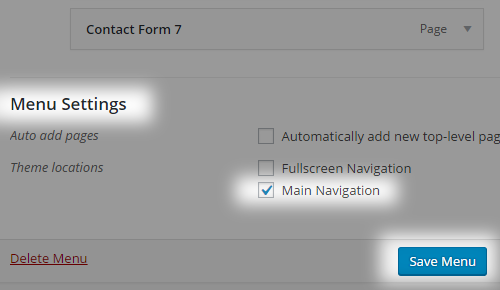 Contact Form 7 Page
Menu Settings
Auto add pages Automatically add new top-level pag
Theme locations Fullscreen Navigation
Main Navigation
Delete Menu Save Menu